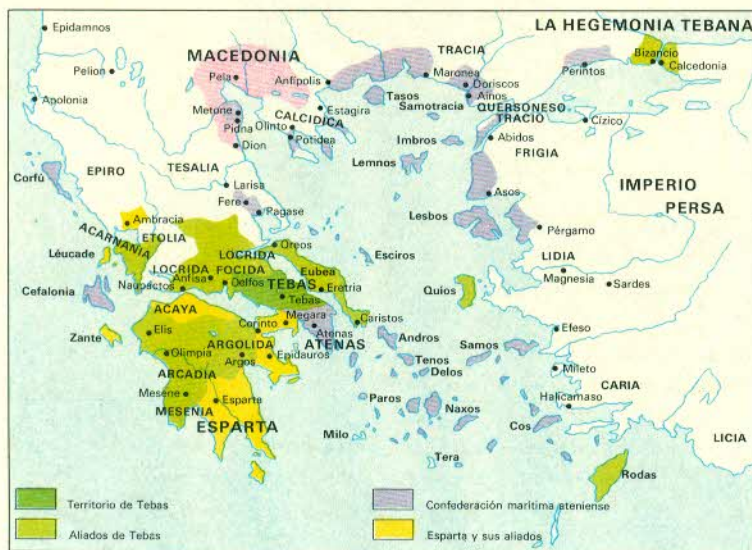 LA HEGEMONIA TEBANA
Epidamnos
TRACIA
Bizancio
MACEDONIA
Calcedonia
Pelion
Pela
Anfípolis
Maronea
Perintos
Doriscos
Apolonia
Tasos
Ainos
Samotracia
Estagira
Metone
QUERSONESO
CALCIDICA
TRACIO
Cízico
Pidna
Olinto
Potidea
Imbros
Abidos
Dion
FRIGIA
EPIRO
TESALIA
Lemnos
Corfú
IMPERIO
PERSA
Larisa
Asos
Fere
Pagase
Lesbos
Ambracia
Pérgamo
ACARNANIA
ETOLIA
LOCRIDA
Oreos
Esciros
LIDIA
Léucade
LOCRIDA
FOCIDA
Eubea
Anfisa
Delfos
TEBAS
Magnesia
Sardes
Naupactos
Eretria
Quios
Cefalonia
Tebas
ACAYA
Megara
Caristos
Corinto
Atenas
Zante
Elis
ATENAS
Andros
Efeso
ARGOLIDA
Samos
Olimpia
Argos
Epidauros
Tenos
Delos
Mileto
ARCADIA
CARIA
Mesene
Esparta
Paros
Naxos
Halicarnaso
MESENIA
Cos
ESPARTA
Milo
LICIA
Tera
Rodas
Territorio de Tebas
Confederación marítima ateniense
Aliados de Tebas
Esparta y sus aliados